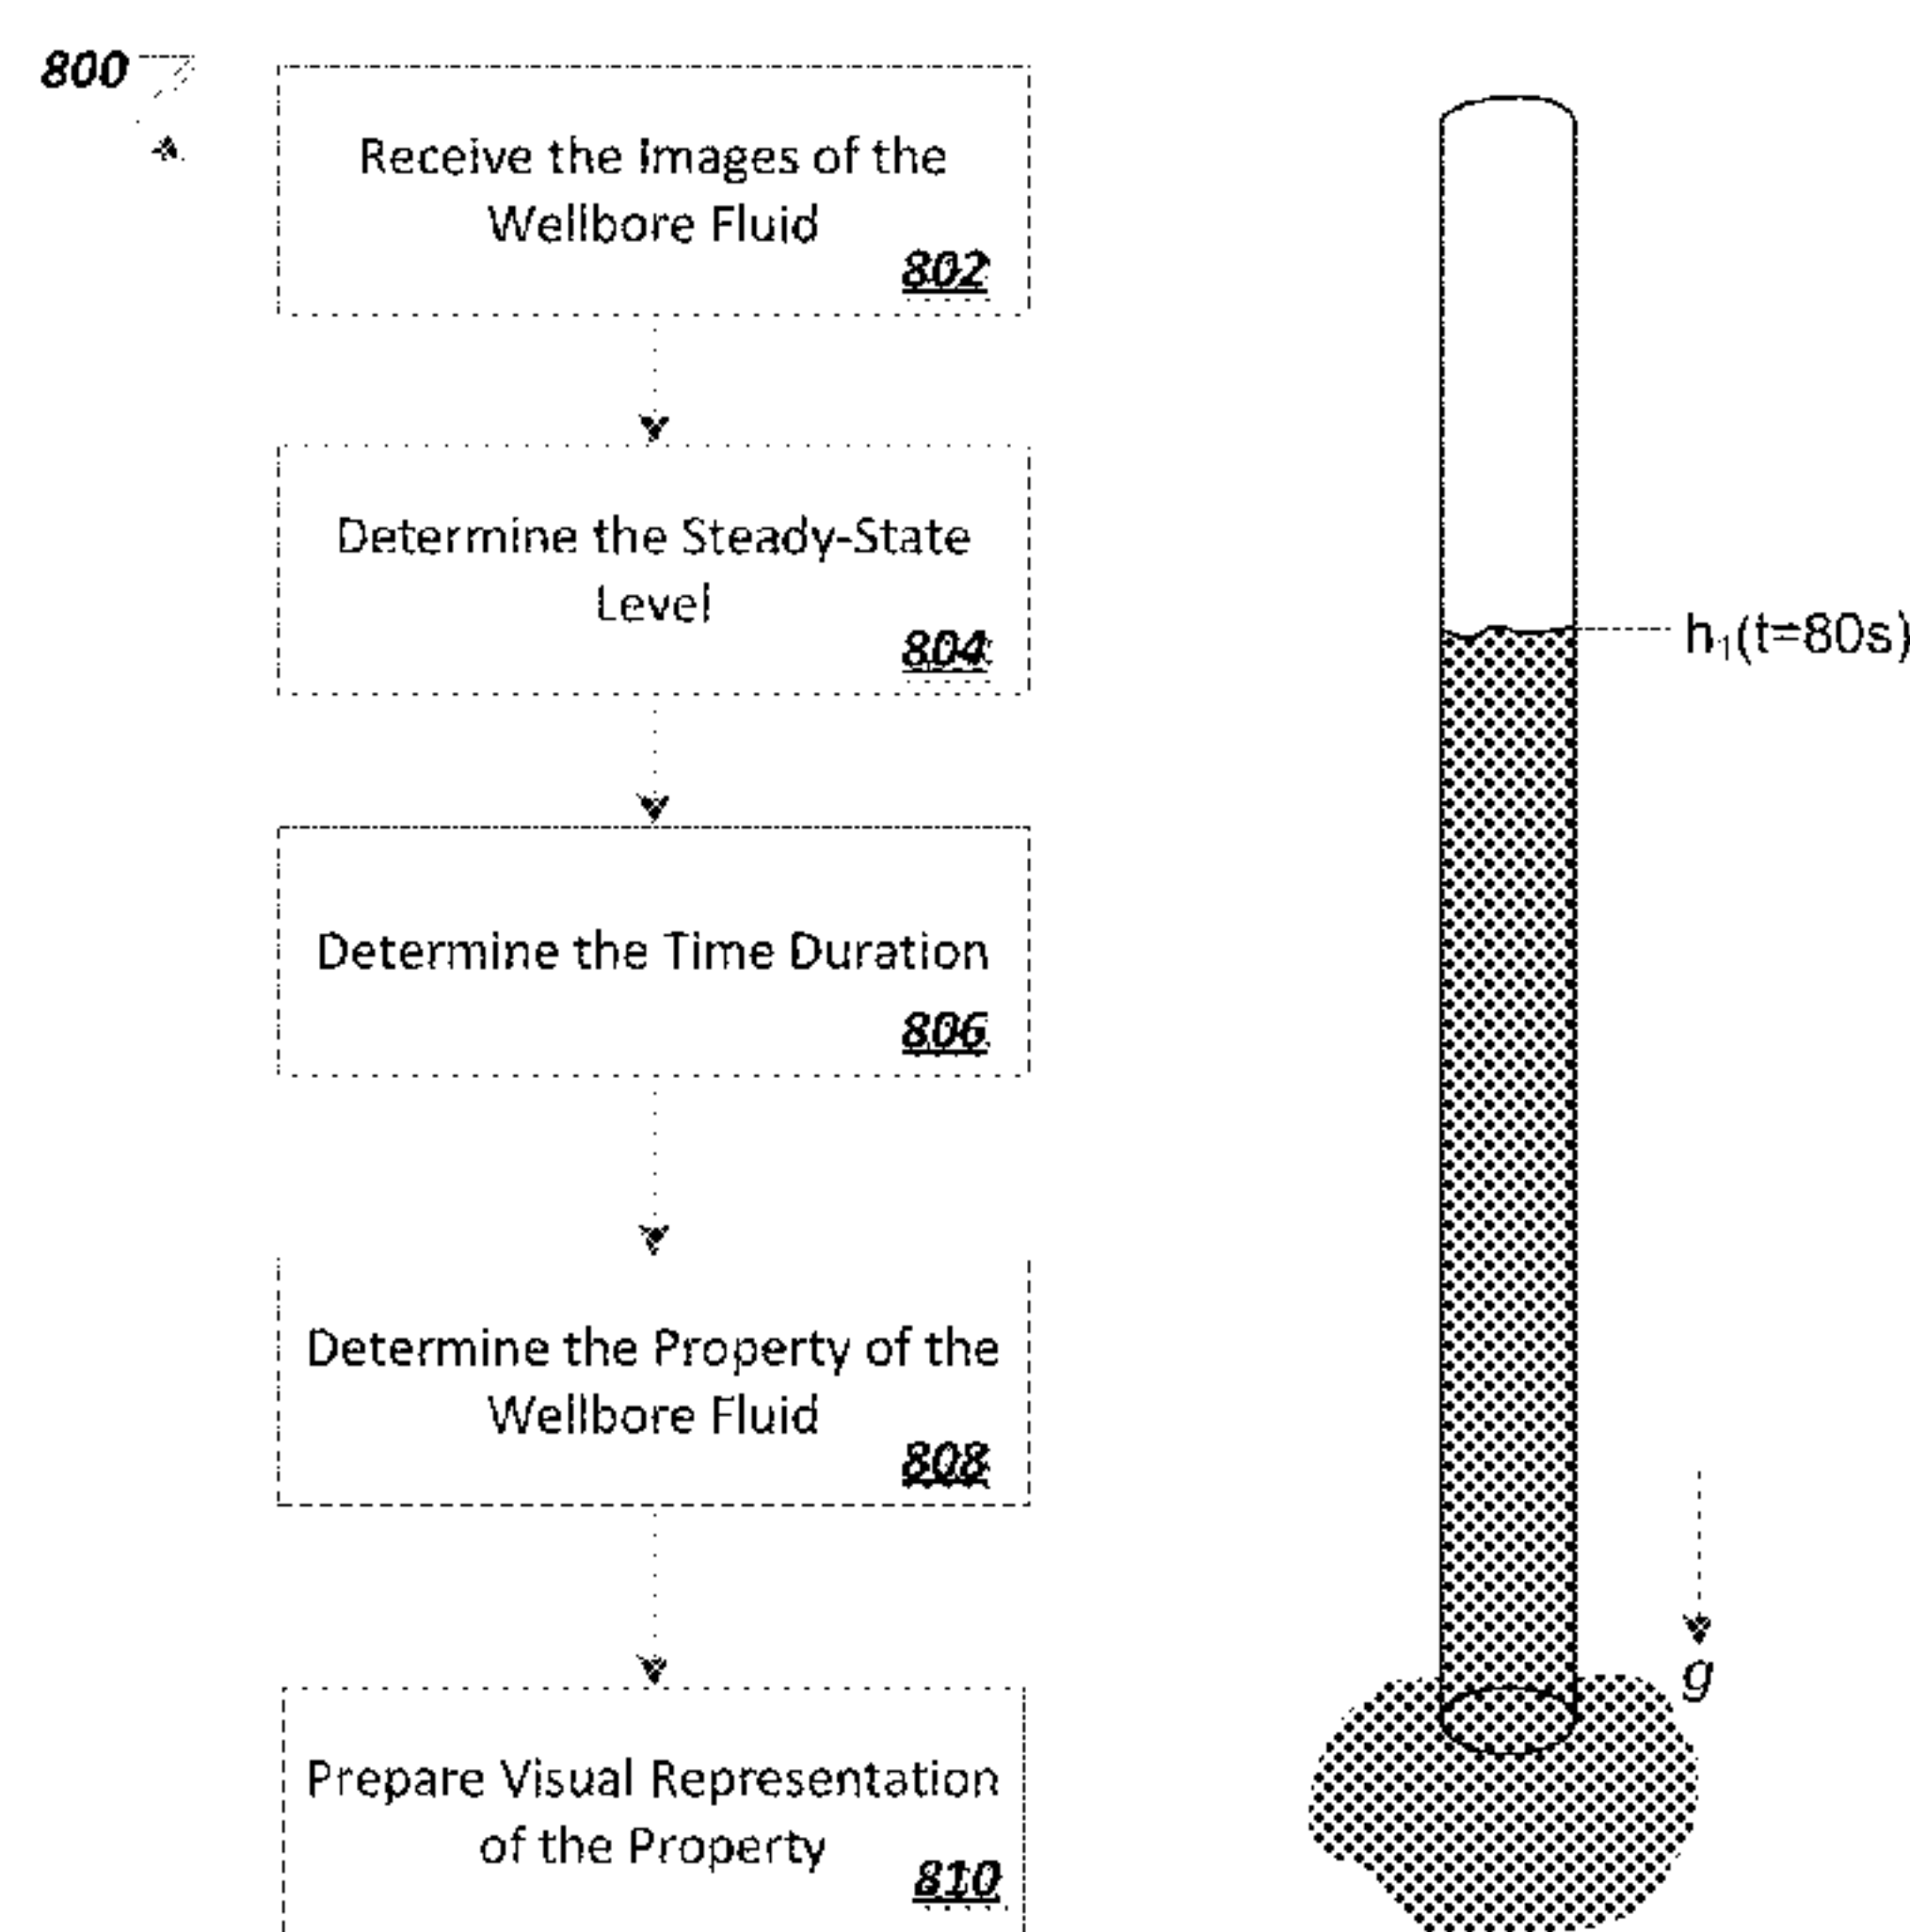 800
Receive the Images of the
Wellbore Fluid
802
Determine the Steady-State
Level
804
Determine the Time Duration
806
Determine the Property of the
Wellbore Fluid
808
Prepare Visual Representation
of the Property
810
h₁(t=80s)
g